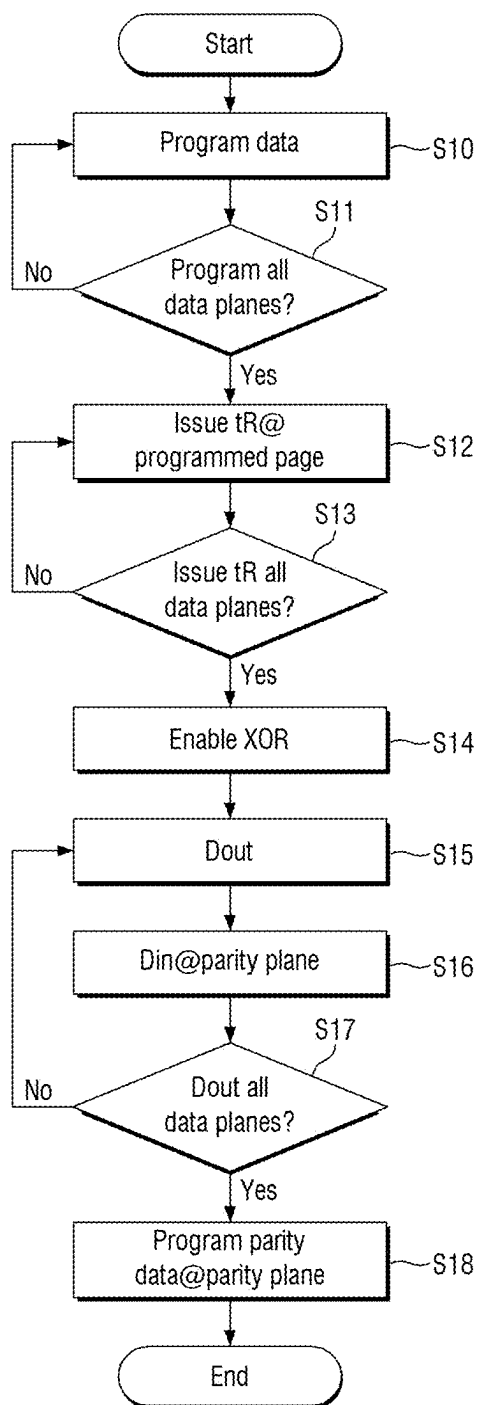 Start
Program data
S10
S11
Program all
data planes?
No
Yes
Issue tR@
programmed page
S12
S13
Issue tR all
data planes?
No
Yes
Enable XOR
S14
Dout
S15
Din@parity plane
S16
S17
Dout all
data planes?
No
Yes
Program parity
data@parity plane
S18
End